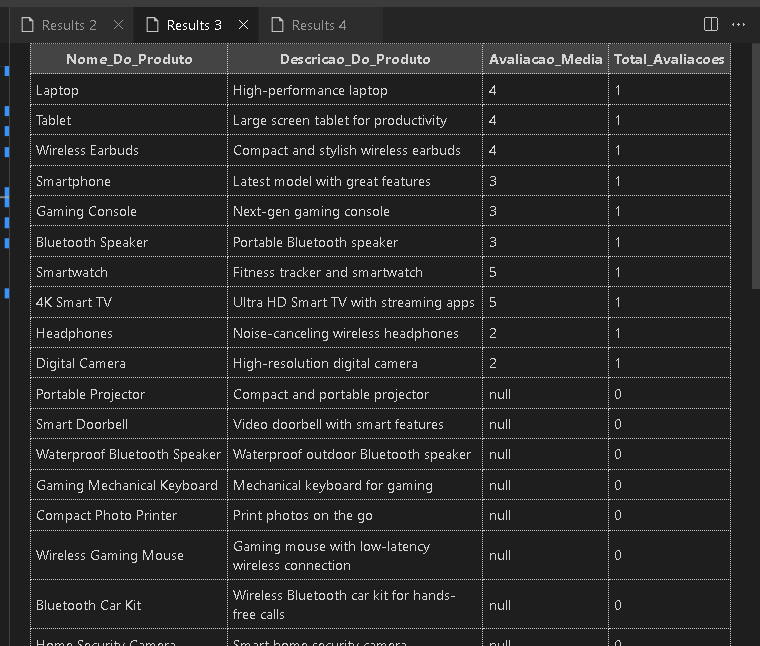 Results 2 Results 3 Results 4
Nome_Do_Produto Descricao_Do_Produto Avaliacao_Media Total_Avaliacoes
Laptop High-performance laptop 4 1
Tablet Large screen tablet for productivity 4 1
Wireless Earbuds Compact and stylish wireless earbuds 4 1
Smartphone Latest model with great features 3 1
Gaming Console Next-gen gaming console 3 1
Bluetooth Speaker Portable Bluetooth speaker 3 1
Smartwatch Fitness tracker and smartwatch 5 1
4K Smart TV Ultra HD Smart TV with streaming apps 5 1
Headphones Noise-canceling wireless headphones 2 1
Digital Camera High-resolution digital camera 2 1
Portable Projector Compact and portable projector null 0
Smart Doorbell Video doorbell with smart features null 0
Waterproof Bluetooth Speaker Waterproof outdoor Bluetooth speaker null 0
Gaming Mechanical Keyboard Mechanical keyboard for gaming null 0
Compact Photo Printer Print photos on the go null 0
Wireless Gaming Mouse Gaming mouse with low-latency
wireless connection null 0
Bluetooth Car Kit Wireless Bluetooth car kit for hands-
free calls null 0
Home Security Camera Smart home security camera null 0